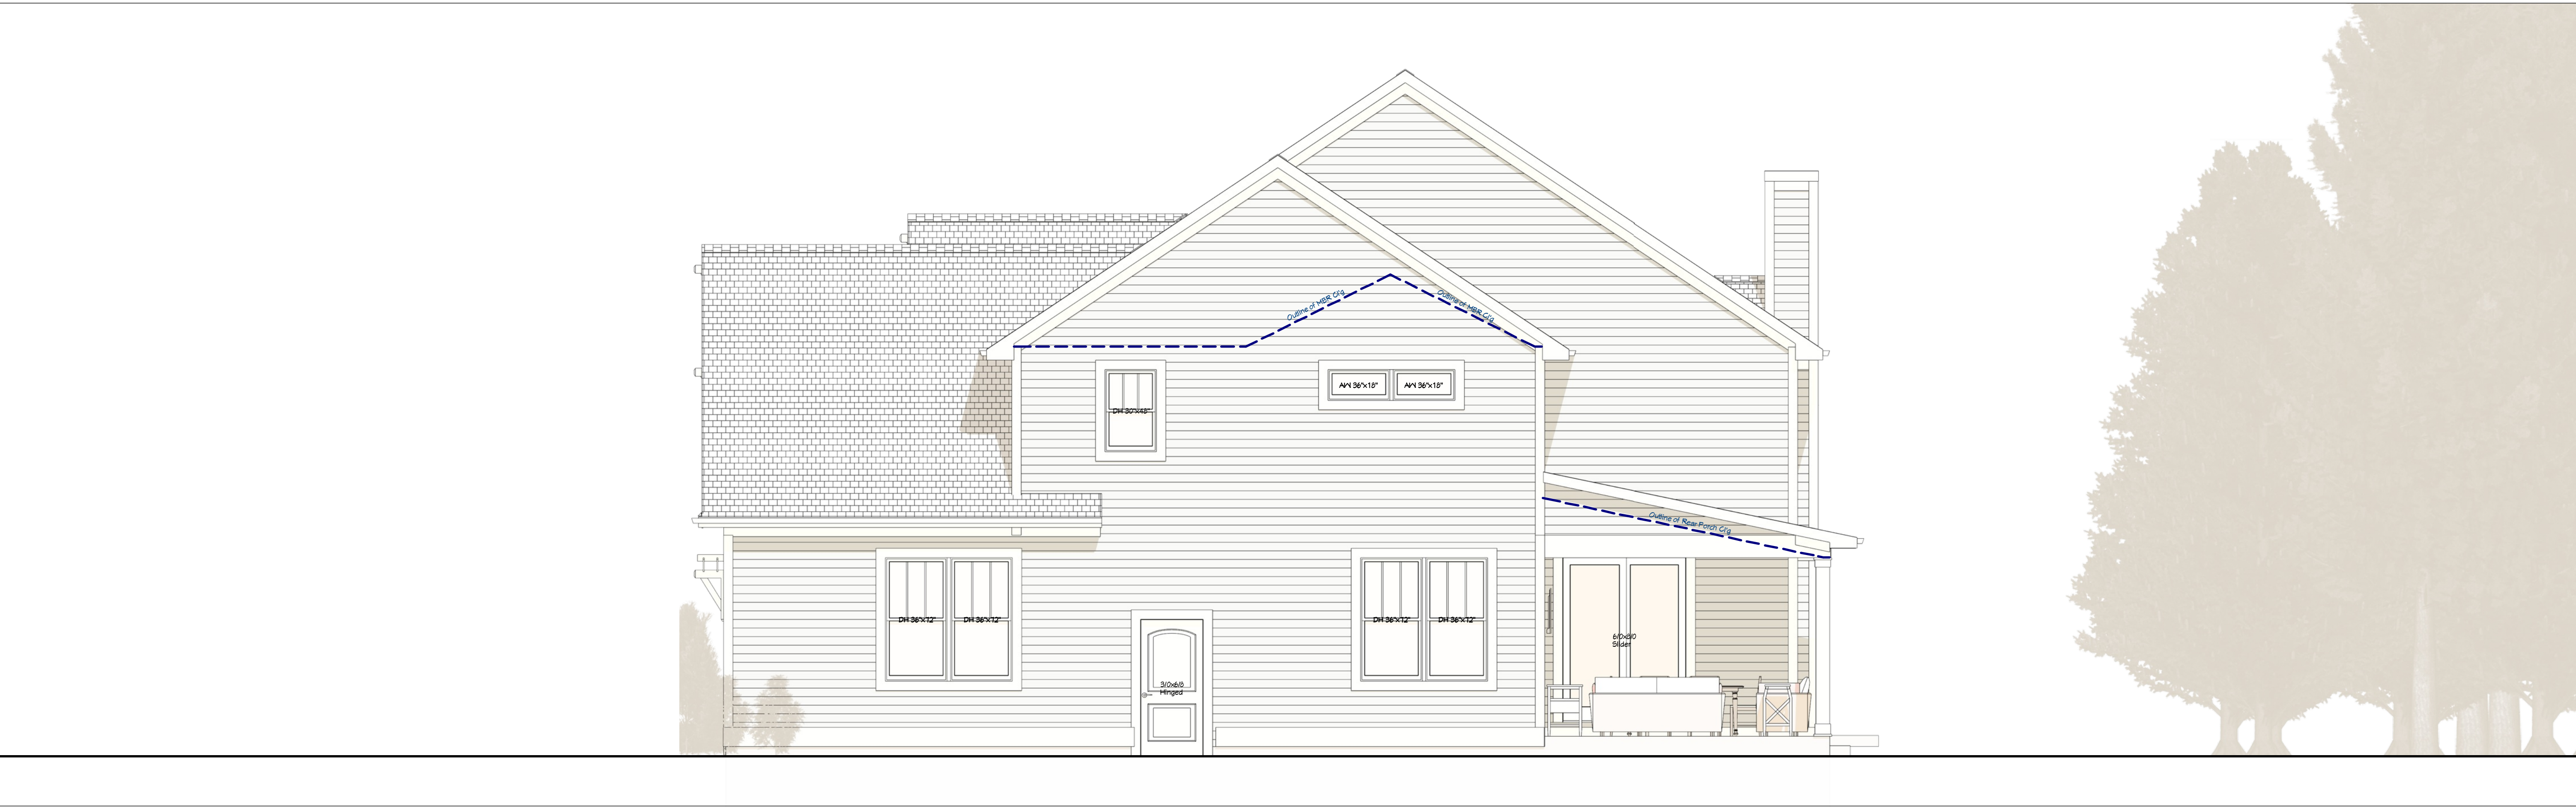 Outline of MBR Clg
Outline of MBR Clg
AW 36"x18"
AW 36"x18"
DH 30"x48"
Outline of Rear Porch Clg
DH 36"x72"
DH 36"x72"
DH 36"x72"
DH 36"x72"
6/0x8/0
Slider
3/0x6/8
Hinged